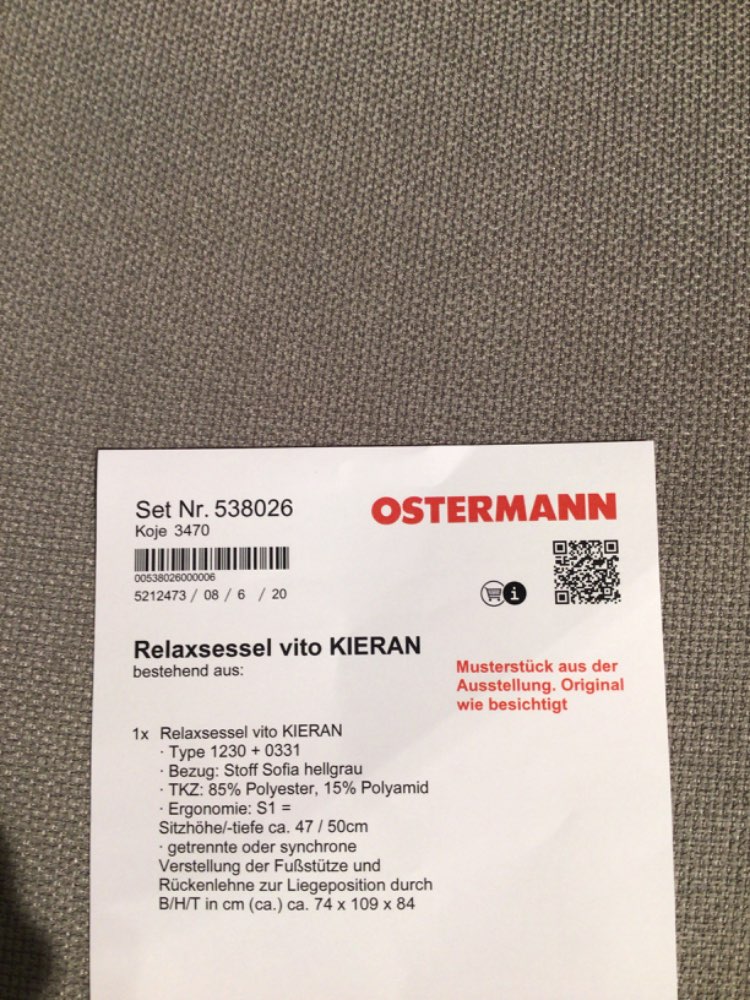 Set Nr. 538026
OSTERMANN
Koje 3470
00538026000006
5212473 / 08 / 6 / 20
i
Relaxsessel vito KIERAN
bestehend aus:
Musterstück aus der
Ausstellung. Original
wie besichtigt
1x Relaxsessel vito KIERAN
· Type 1230 + 0331
· Bezug: Stoff Sofia hellgrau
· TKZ: 85% Polyester, 15% Polyamid
· Ergonomie: S1 =
Sitzhöhe/-tiefe ca. 47 / 50cm
· getrennte oder synchrone
Verstellung der Fußstütze und
Rückenlehne zur Liegeposition durch
B/H/T in cm (ca.) ca. 74 x 109 x 84